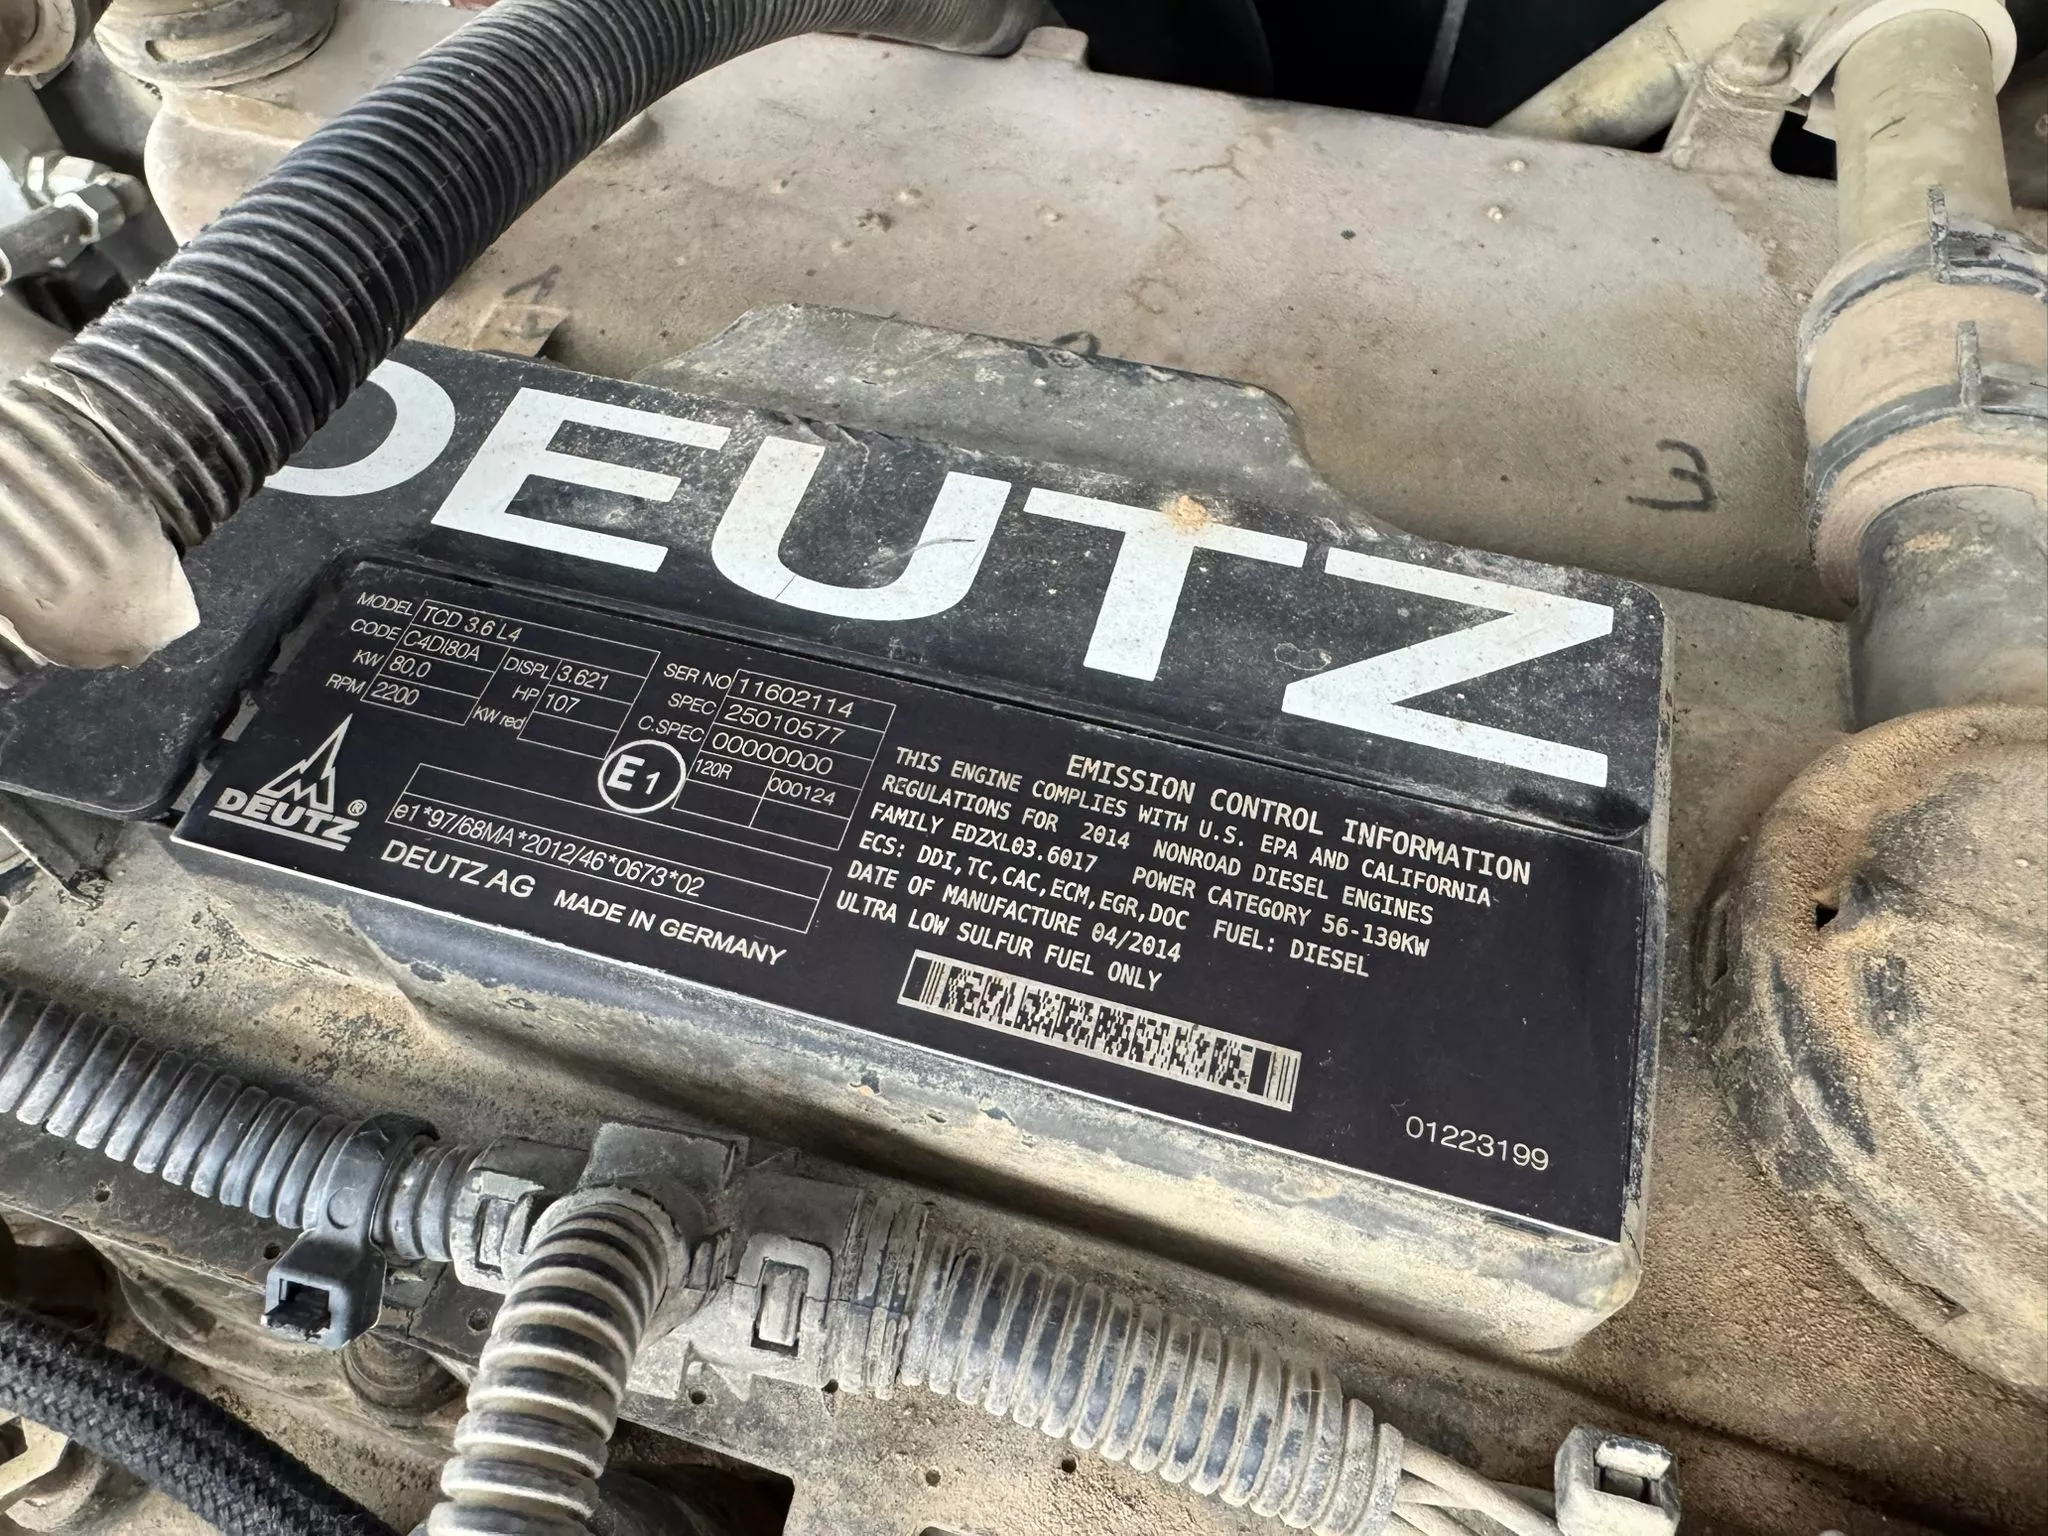 DEUTZ
MODEL TCD 3.6 L4
CODE C4DI80A DISPL 3.621
KW 80,0 HP 107
RPM 2200 KW red
SER NO 11602114
SPEC 25010577
C.SPEC 00000000
E1 120R 000124
e1*97/68MA*2012/46*0673*02
DEUTZ®
DEUTZ AG MADE IN GERMANY
EMISSION CONTROL INFORMATION
THIS ENGINE COMPLIES WITH U.S. EPA AND CALIFORNIA
REGULATIONS FOR 2014 NONROAD DIESEL ENGINES
FAMILY EDZXL03.6017 POWER CATEGORY 56-130KW
ECS: DDI,TC,CAC,ECM,EGR,DOC FUEL: DIESEL
DATE OF MANUFACTURE 04/2014
ULTRA LOW SULFUR FUEL ONLY
01223199
1
3